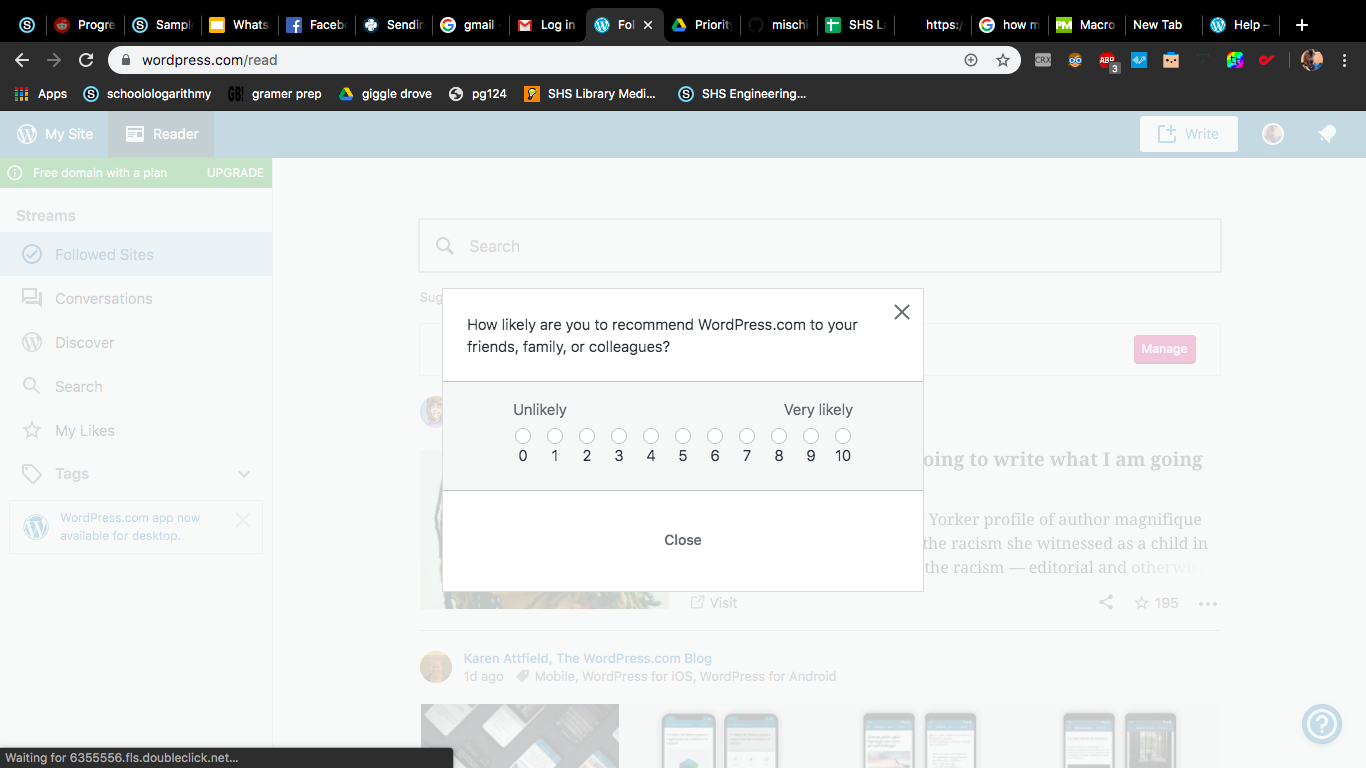 Progre
Sampl
Whats
Faceb
Sendin
gmail
Log in
Fol
Priority
mischi
SHS La
https:/
how m
Macro
New Tab
Help –
wordpress.com/read
CRX
ABP
3
Apps
schoolologarithmy
GB!
gramer prep
giggle drove
pg124
SHS Library Medi...
SHS Engineering...
My Site
Reader
Write
Free domain with a plan
UPGRADE
Streams
Followed Sites
Conversations
Discover
Search
My Likes
Tags
WordPress.com app now
available for desktop.
Search
Sug
Manage
How likely are you to recommend WordPress.com to your
friends, family, or colleagues?
Unlikely
Very likely
0 1 2 3 4 5 6 7 8 9 10
Close
oing to write what I am going
Yorker profile of author magnifique
the racism she witnessed as a child in
the racism — editorial and otherwis
Visit
195
Karen Attfield, The WordPress.com Blog
1d ago
Mobile, WordPress for iOS, WordPress for Android
Waiting for 6355556.fls.doubleclick.net...